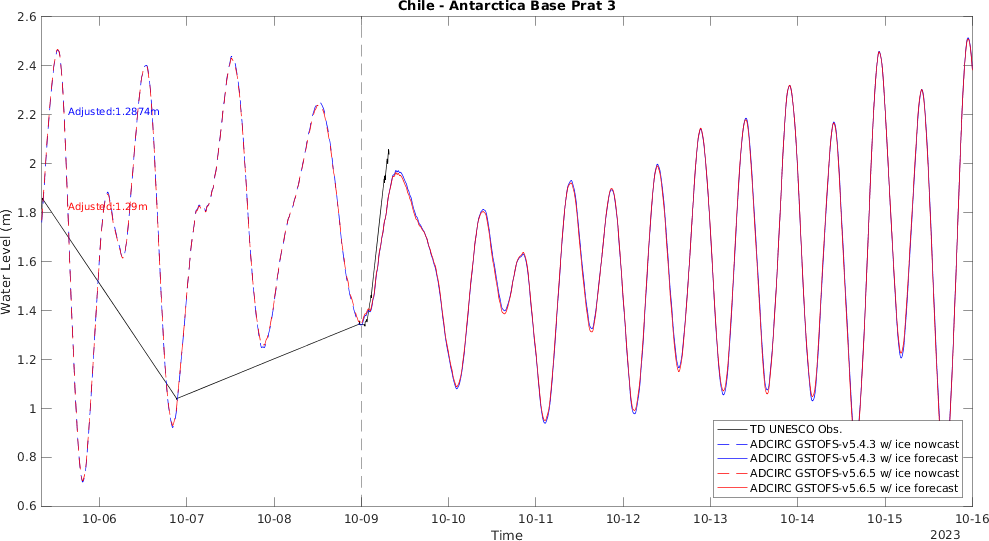 Chile - Antarctica Base Prat 3
2.6
2.4
2.2
2
1.8
1.6
1.4
1.2
1
0.8
0.6
Water Level (m)
Adjusted:1.2874m
Adjusted:1.29m
TD UNESCO Obs.
ADCIRC GSTOFS-v5.4.3 w/ ice nowcast
ADCIRC GSTOFS-v5.4.3 w/ ice forecast
ADCIRC GSTOFS-v5.6.5 w/ ice nowcast
ADCIRC GSTOFS-v5.6.5 w/ ice forecast
10-06 10-07 10-08 10-09 10-10 10-11 10-12 10-13 10-14 10-15 10-16
Time
2023